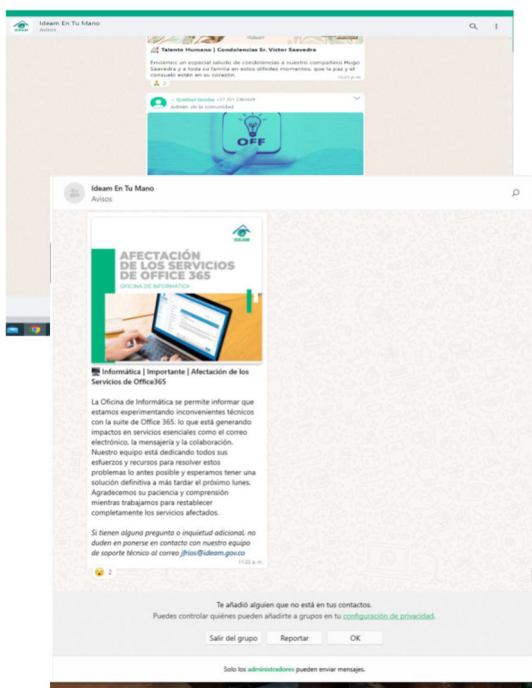 Ideam En Tu Mano
Avisos
Talento Humano | Condolencias Sr. Victor Saavedra
Enviamos un especial saludo de condolencias a nuestro compañero Hugo
Saavedra y a toda su familia en estos difíciles momentos, que la paz y el
consuelo estén en su corazón.
2
Admin. de la comunidad
OFF
Ideam En Tu Mano
Avisos
IDEAM
AFECTACIÓN
DE LOS SERVICIOS
DE OFFICE 365
OFICINA DE INFORMÁTICA
Informática | Importante | Afectación de los
Servicios de Office365
La Oficina de Informática se permite informar que
estamos experimentando inconvenientes técnicos
con la suite de Office 365. lo que está generando
impactos en servicios esenciales como el correo
electrónico, la mensajería y la colaboración.
Nuestro equipo está dedicando todos sus
esfuerzos y recursos para resolver estos
problemas lo antes posible y esperamos tener una
solución definitiva a más tardar el próximo lunes.
Agradecemos su paciencia y comprensión
mientras trabajamos para restablecer
completamente los servicios afectados.
Si tienen alguna pregunta o inquietud adicional, no
duden en ponerse en contacto con nuestro equipo
de soporte técnico al correo jfrios@ideam.gov.co
11:23 a. m.
2
Te añadió alguien que no está en tus contactos.
Puedes controlar quiénes pueden añadirte a grupos en tu configuración de privacidad.
Salir del grupo Reportar OK
Solo los administradores pueden enviar mensajes.